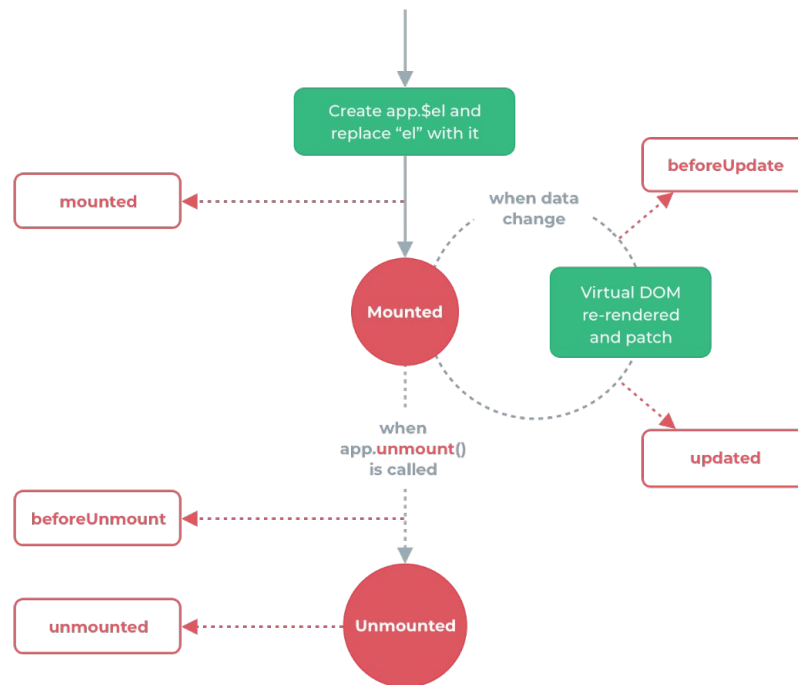 Create app.$el and
replace “el” with it
beforeUpdate
mounted
when data
change
Mounted
Virtual DOM
re-rendered
and patch
when
app.unmount()
is called
updated
beforeUnmount
unmounted
Unmounted